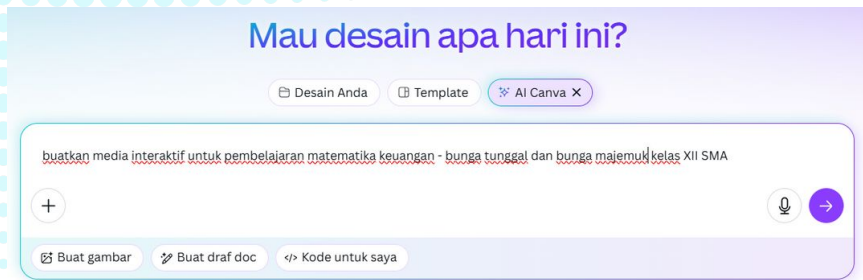 Mau desain apa hari ini?
Desain Anda Template AI Canva
buatkan media interaktif untuk pembelajaran matematika keuangan - bunga tunggal dan bunga majemuk kelas XII SMA
Buat gambar Buat draf doc </> Kode untuk saya